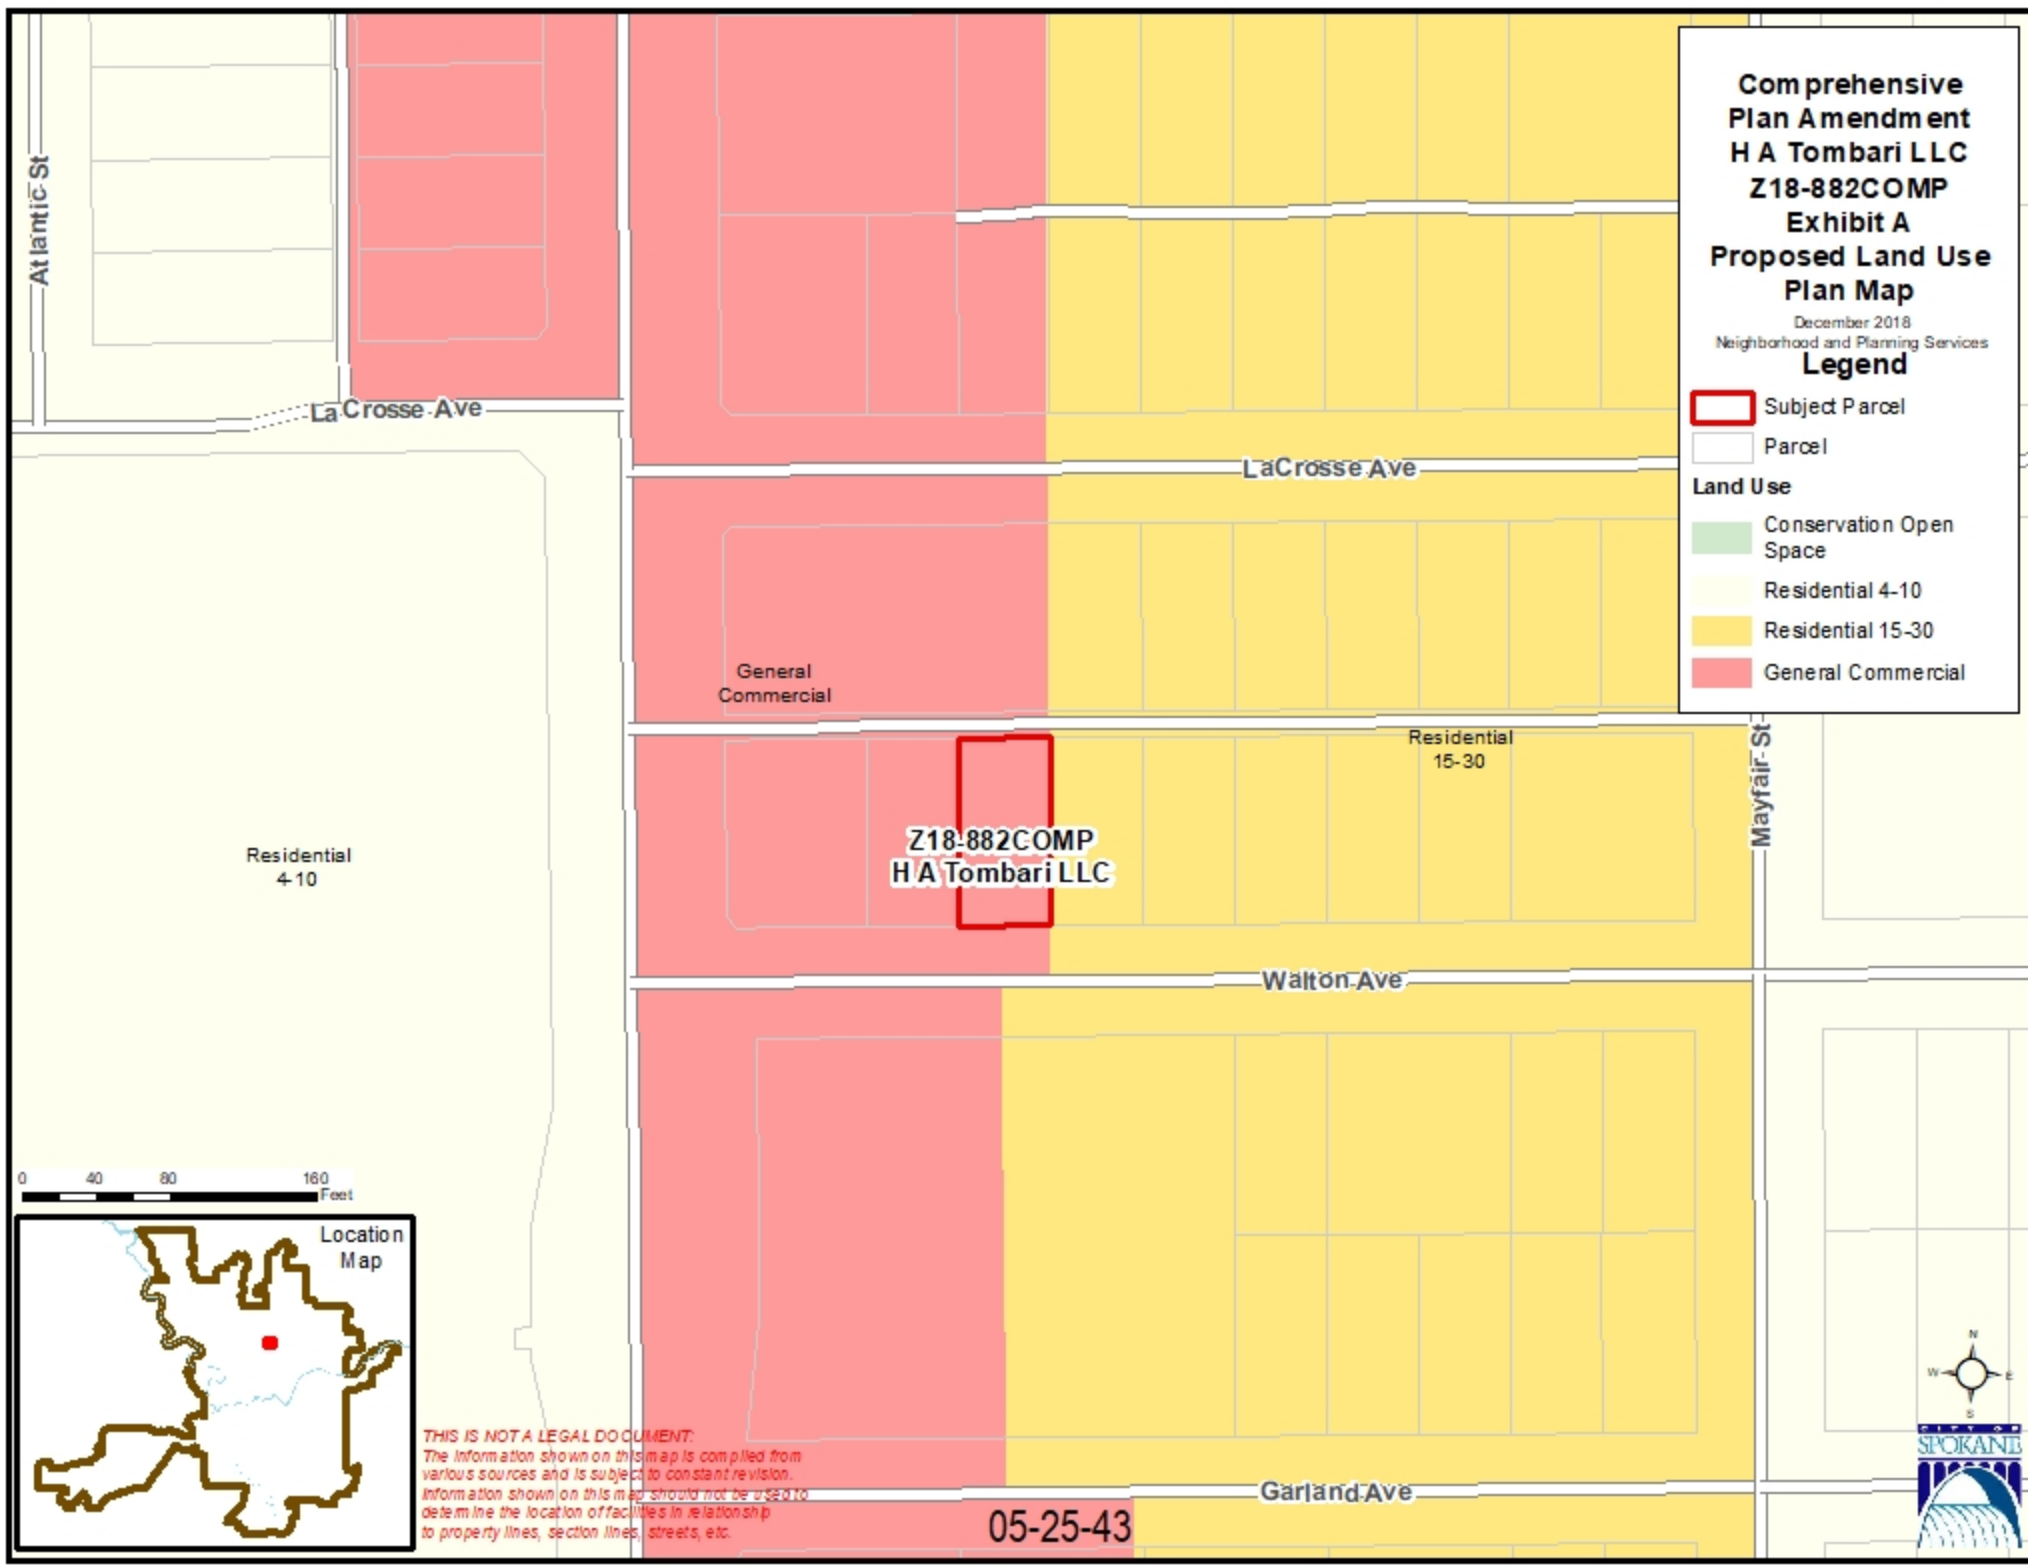 Comprehensive
Plan Amendment
H A Tombari LLC
Z18-882COMP
Exhibit A
Proposed Land Use
Plan Map
December 2018
Neighborhood and Planning Services
Legend
Subject Parcel
Parcel
Land Use
Conservation Open
Space
Residential 4-10
Residential 15-30
General Commercial
Atlantic St
La Crosse Ave
LaCrosse Ave
General
Commercial
Residential
15-30
Mayfair St
Z18-882COMP
H A Tombari LLC
Residential
4-10
Walton Ave
0 40 80 160
Feet
Location
Map
N
W E
S
THIS IS NOT A LEGAL DOCUMENT:
The information shown on this map is compiled from
various sources and is subject to constant revision.
Information shown on this map should not be used to
determine the location of facilities in relationship
to property lines, section lines, streets, etc.
Garland Ave
05-25-43
CITY OF
SPOKANE